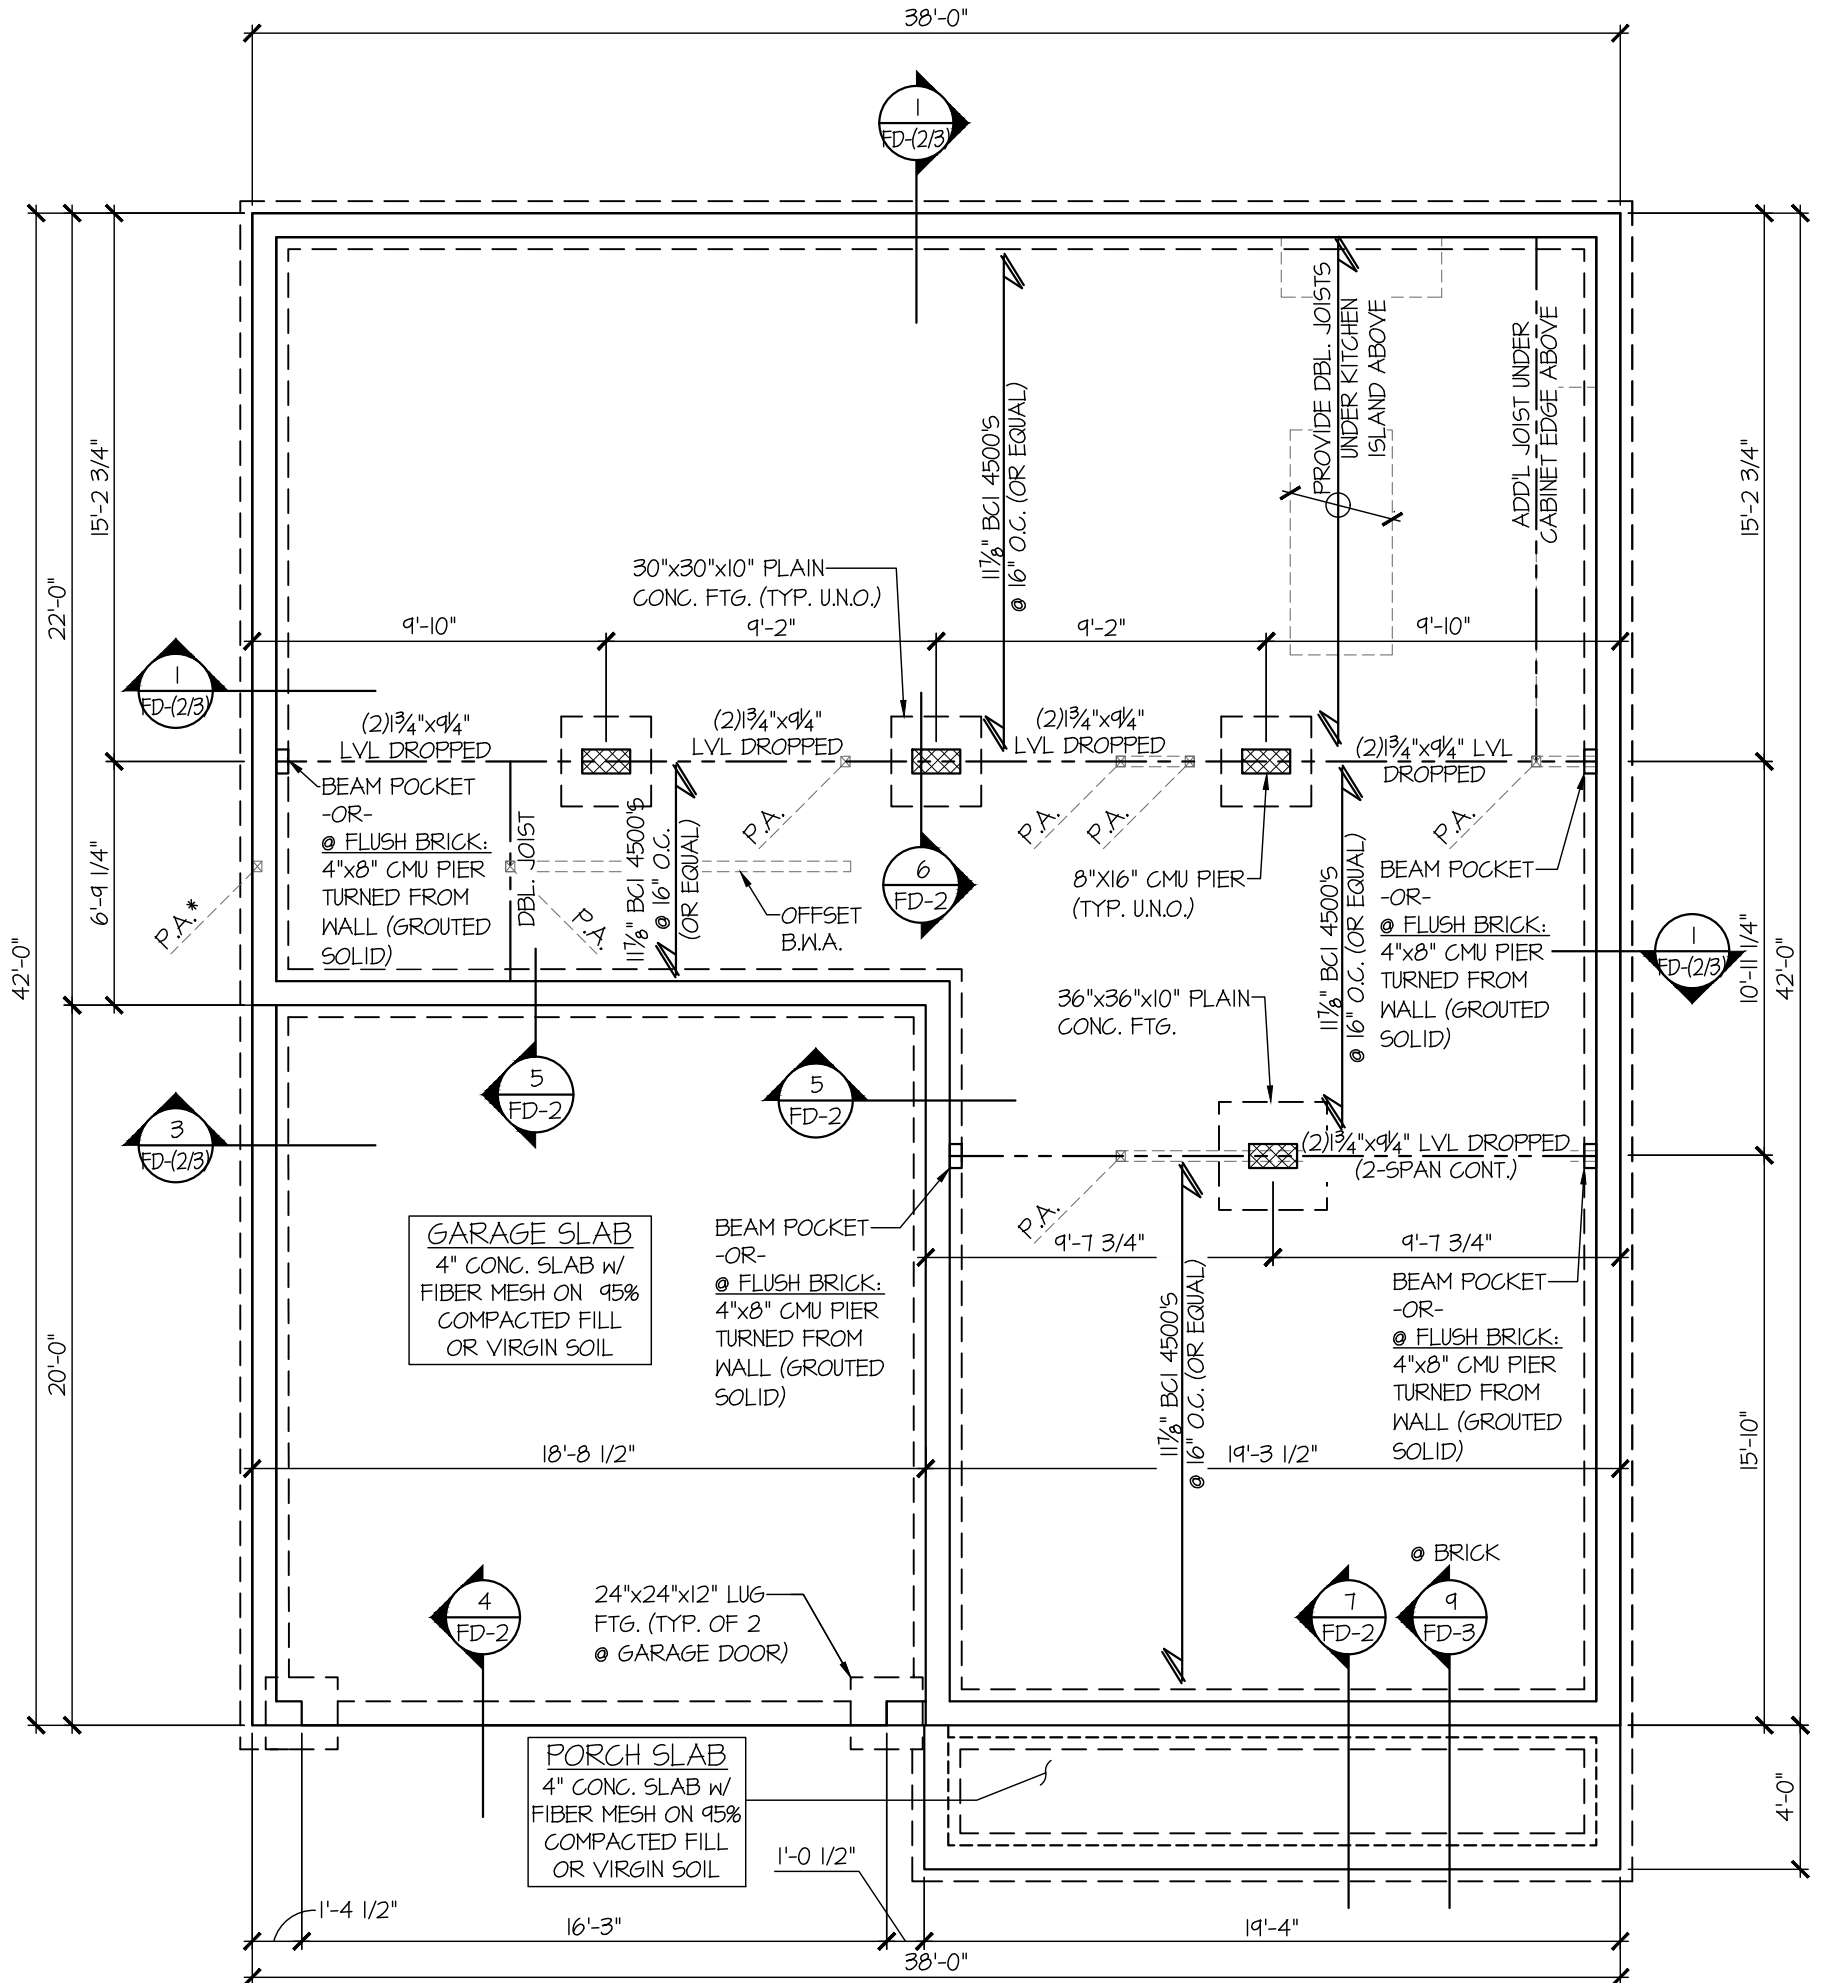 38'-0"
1
FD-(2/3)
22'-0"
15'-2 3/4"
42'-0"
6'-9 1/4"
20'-0"
PROVIDE DBL. JOISTS
UNDER KITCHEN
ISLAND ABOVE
ADD'L JOIST UNDER
CABINET EDGE ABOVE
15'-2 3/4"
11⅞" BCI 4500'S
@ 16" O.C. (OR EQUAL)
30"x30"x10" PLAIN
CONC. FTG. (TYP. U.N.O.)
9'-10"
9'-2"
9'-2"
9'-10"
1
FD-(2/3)
(2)1¾"x9¼"
LVL DROPPED
(2)1¾"x9¼"
LVL DROPPED
(2)1¾"x9¼"
LVL DROPPED
(2)1¾"x9¼" LVL
DROPPED
BEAM POCKET
-OR-
@ FLUSH BRICK:
4"x8" CMU PIER
TURNED FROM
WALL (GROUTED
SOLID)
P.A.*
DBL. JOIST
P.A.
11⅞" BCI 4500'S
@ 16" O.C.
(OR EQUAL)
P.A.
OFFSET
B.W.A.
6
FD-2
P.A.
P.A.
8"X16" CMU PIER
(TYP. U.N.O.)
P.A.
11⅞" BCI 4500'S
@ 16" O.C. (OR EQUAL)
BEAM POCKET
-OR-
@ FLUSH BRICK:
4"x8" CMU PIER
TURNED FROM
WALL (GROUTED
SOLID)
1
FD-(2/3)
10'-11 1/4"
42'-0"
36"x36"x10" PLAIN
CONC. FTG.
5
FD-2
5
FD-2
3
FD-(2/3)
(2)1¾"x9¼" LVL DROPPED
(2-SPAN CONT.)
P.A.
9'-7 3/4"
9'-7 3/4"
GARAGE SLAB
4" CONC. SLAB W/
FIBER MESH ON 95%
COMPACTED FILL
OR VIRGIN SOIL
BEAM POCKET
-OR-
@ FLUSH BRICK:
4"x8" CMU PIER
TURNED FROM
WALL (GROUTED
SOLID)
11⅞" BCI 4500'S
@ 16" O.C. (OR EQUAL)
BEAM POCKET
-OR-
@ FLUSH BRICK:
4"x8" CMU PIER
TURNED FROM
WALL (GROUTED
SOLID)
15'-10"
18'-8 1/2"
19'-3 1/2"
@ BRICK
4
FD-2
24"x24"x12" LUG
FTG. (TYP. OF 2
@ GARAGE DOOR)
7
FD-2
9
FD-3
PORCH SLAB
4" CONC. SLAB W/
FIBER MESH ON 95%
COMPACTED FILL
OR VIRGIN SOIL
4'-0"
1'-0 1/2"
1'-4 1/2"
16'-3"
19'-4"
38'-0"